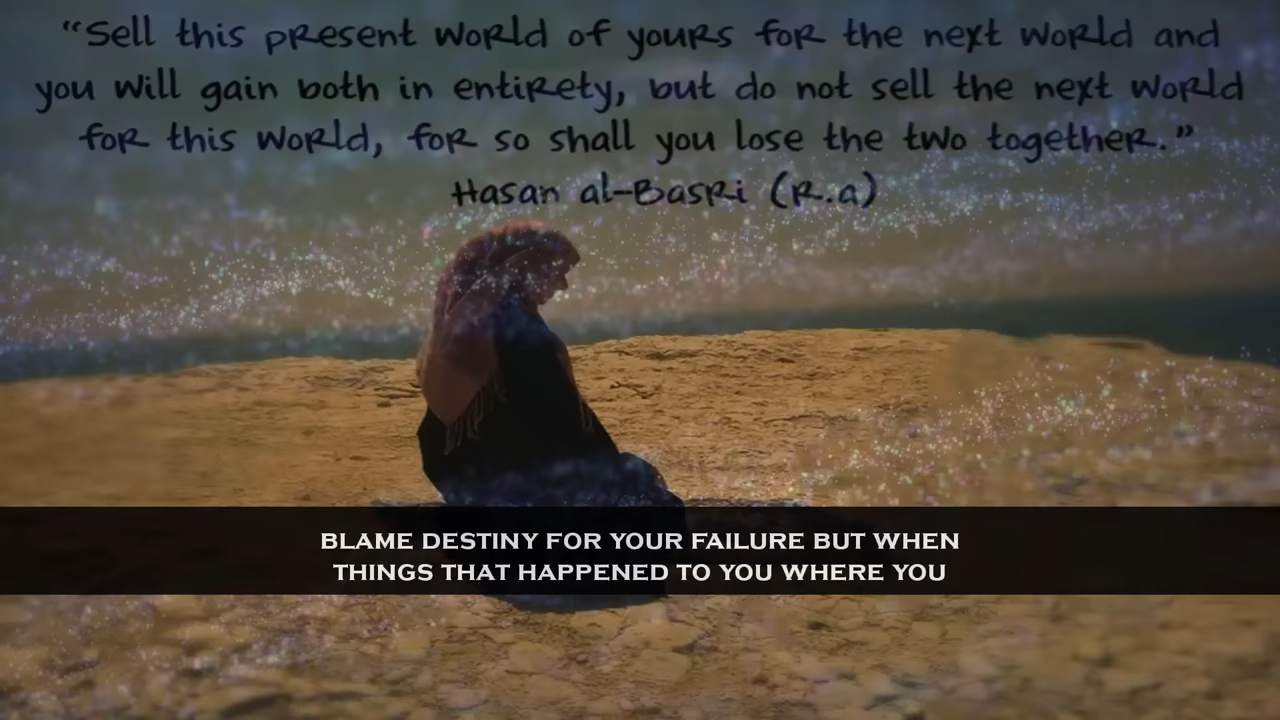 “Sell this present world of yours for the next world and
you will gain both in entirety, but do not sell the next world
for this world, for so shall you lose the two together.”
Hasan al-Basri (R.a)
BLAME DESTINY FOR YOUR FAILURE BUT WHEN
THINGS THAT HAPPENED TO YOU WHERE YOU